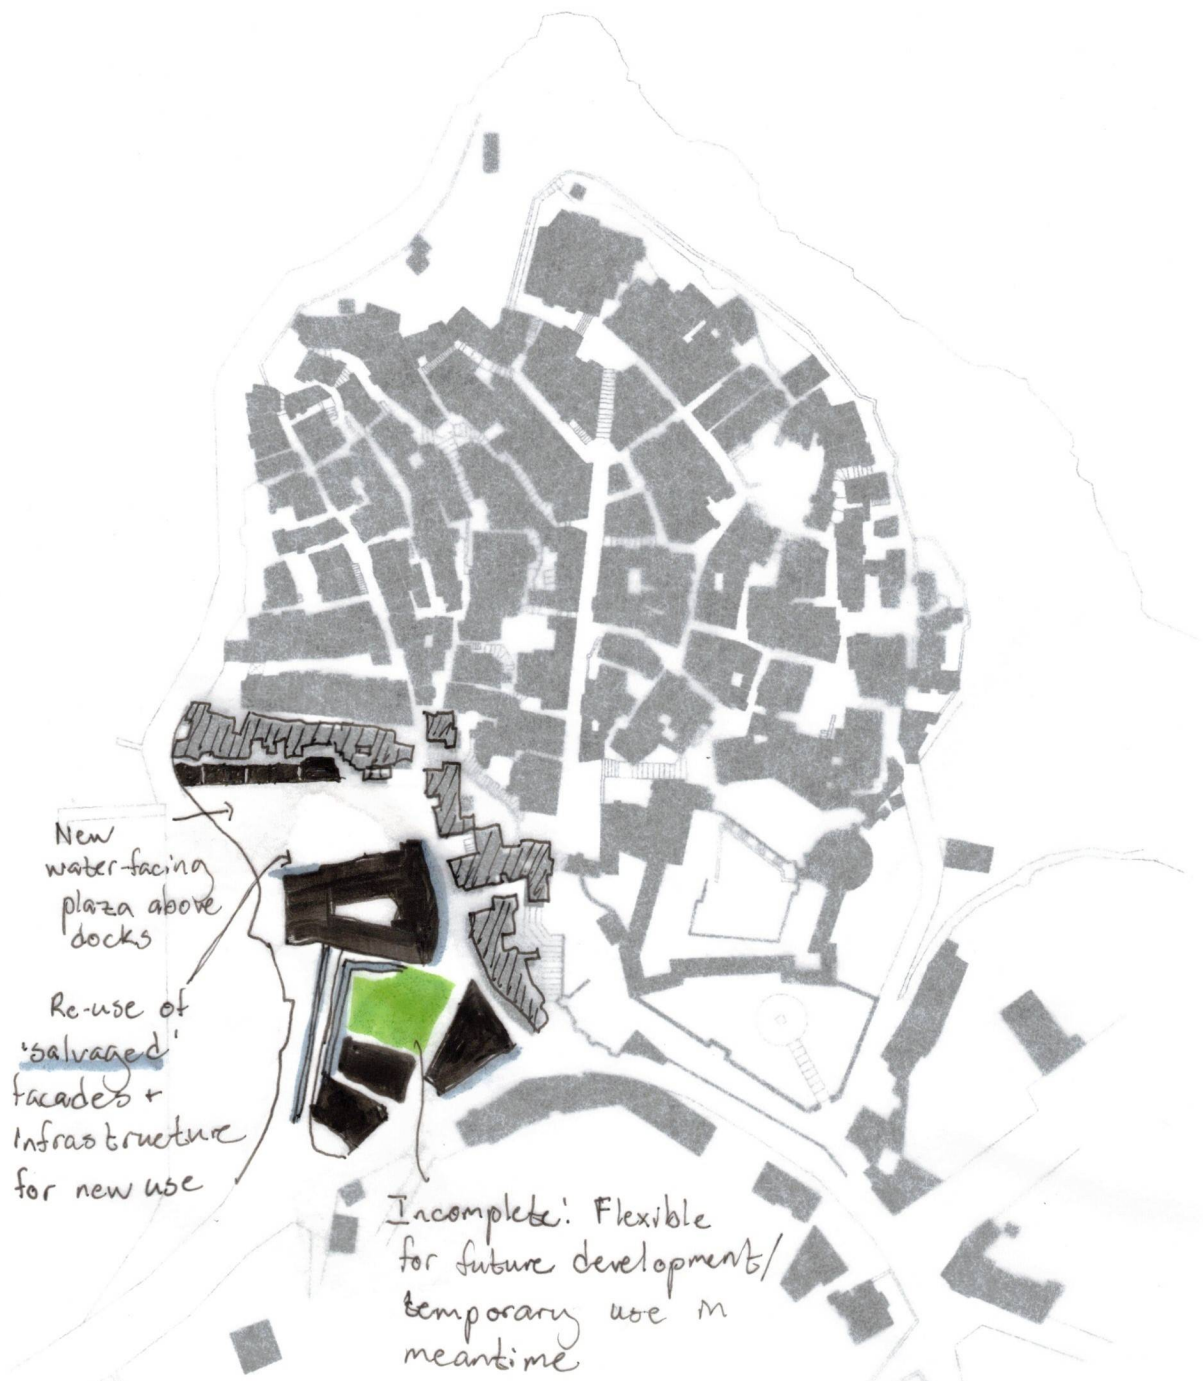 New
water-facing
plaza above
docks
Re-use of
'salvaged'
facades +
Infrastructure
for new use
Incomplete: Flexible
for future development/
temporary use in
meantime